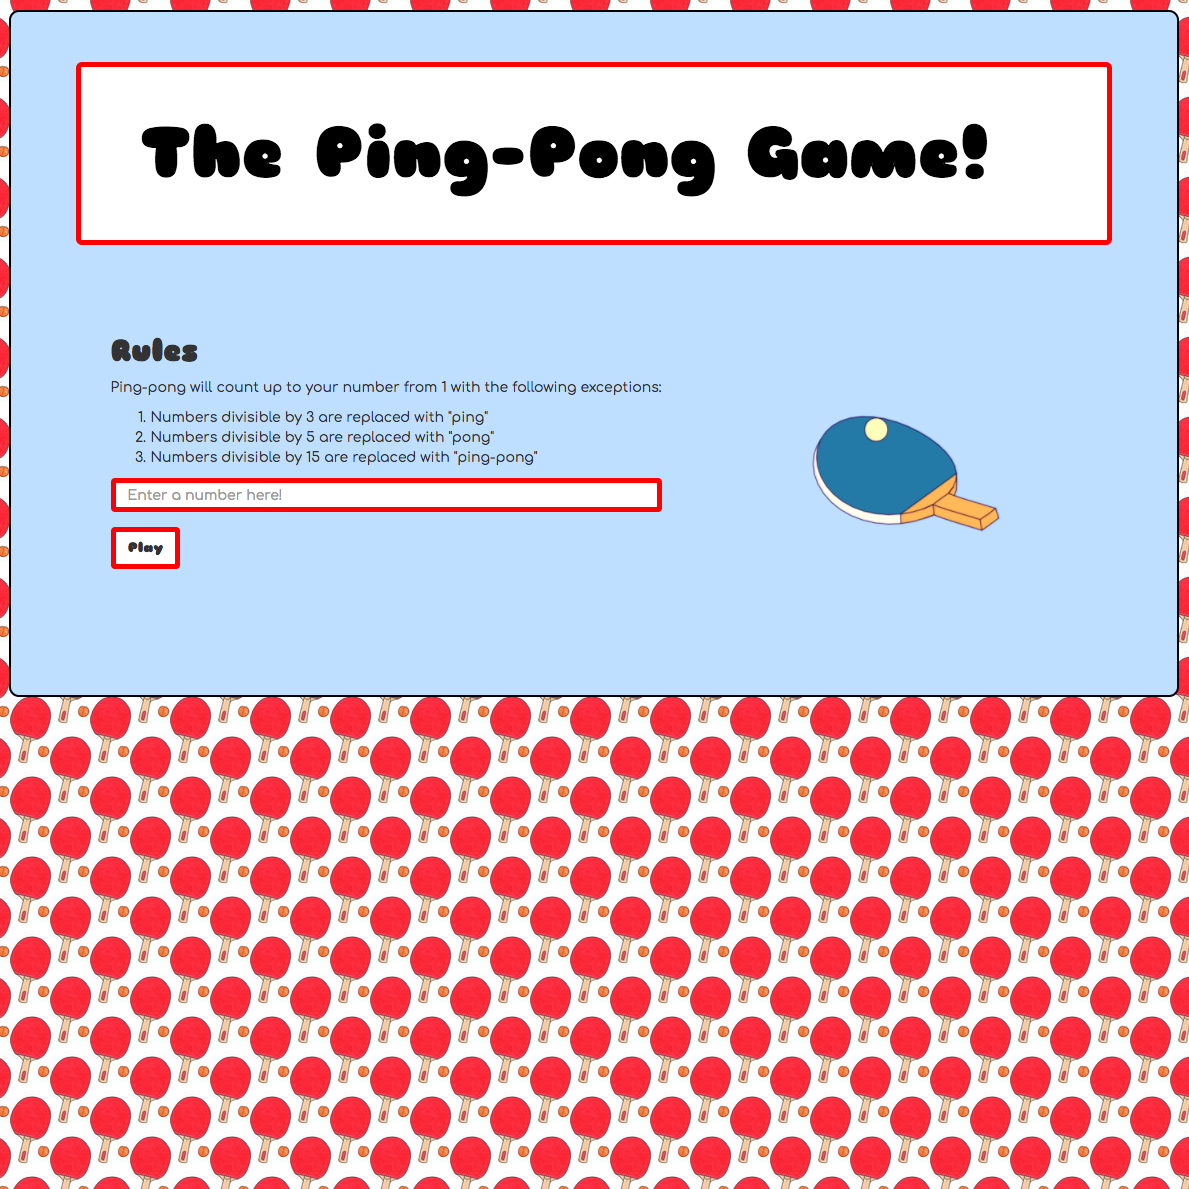 The Ping-Pong Game!
Rules
Ping-pong will count up to your number from 1 with the following exceptions:
1. Numbers divisible by 3 are replaced with "ping"
2. Numbers divisible by 5 are replaced with "pong"
3. Numbers divisible by 15 are replaced with "ping-pong"
Enter a number here!
Play